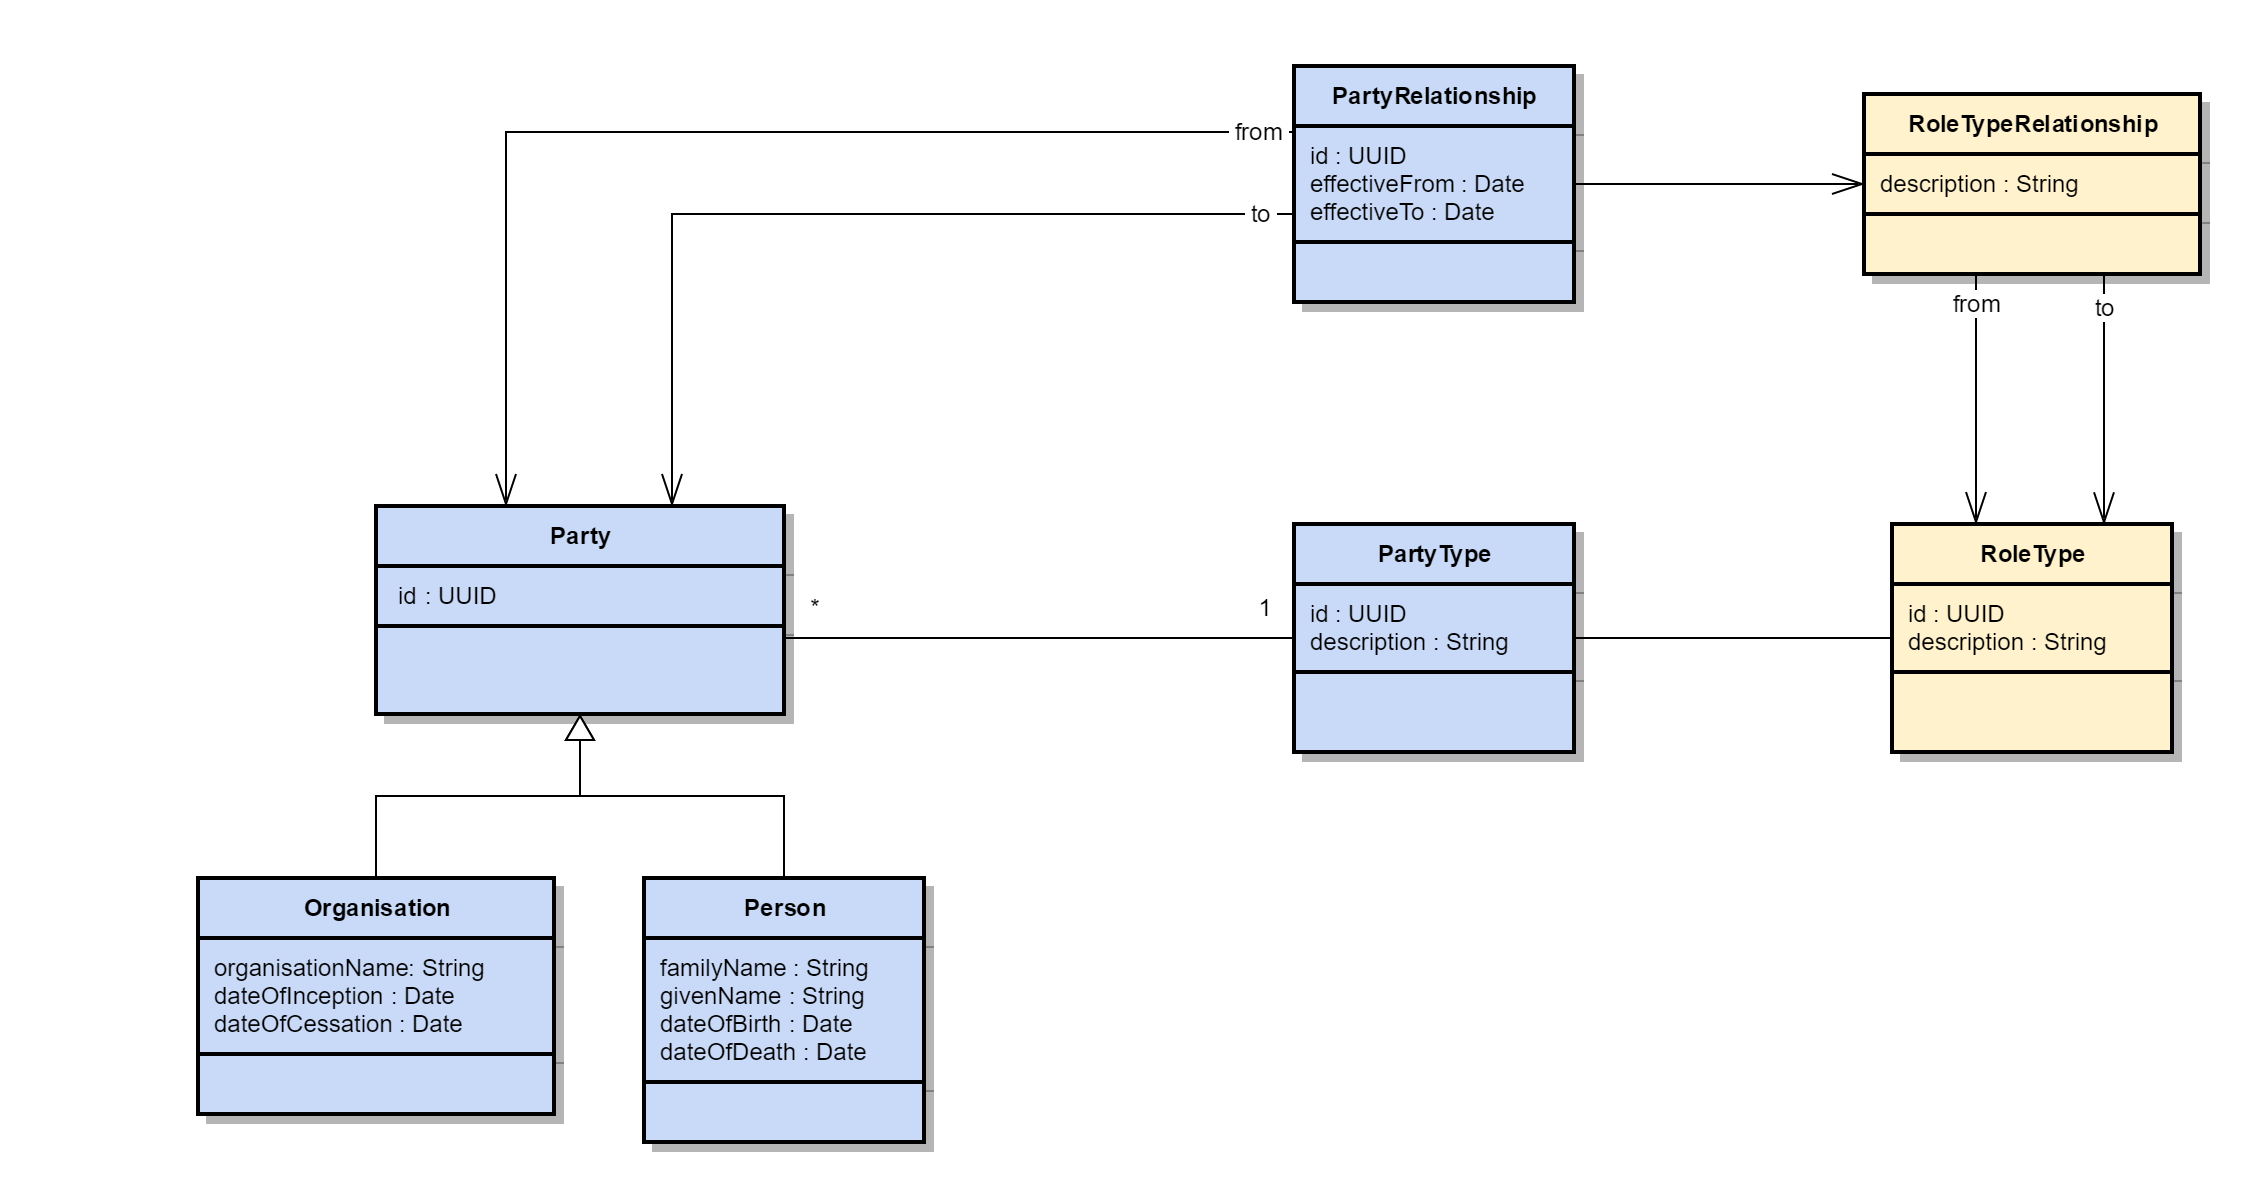 PartyRelationship
id : UUID
effectiveFrom : Date
effectiveTo : Date
from
to
RoleTypeRelationship
description : String
from
to
Party
id : UUID
*
1
PartyType
id : UUID
description : String
RoleType
id : UUID
description : String
Organisation
organisationName: String
dateOfInception : Date
dateOfCessation : Date
Person
familyName : String
givenName : String
dateOfBirth : Date
dateOfDeath : Date